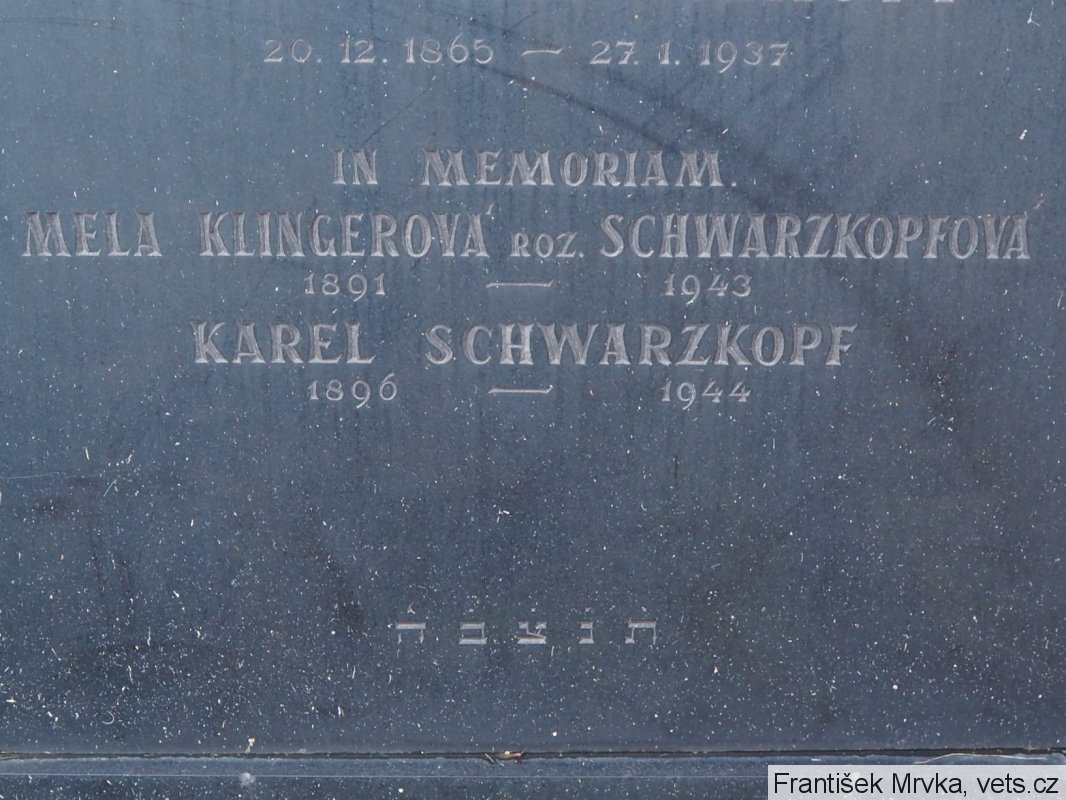 20. 12. 1865 — 27. 1. 1937
IN MEMORIAM.
MELA KLINGEROVÁ ROZ. SCHWARZKOPFOVÁ
1891 — 1943
KAREL SCHWARZKOPF
1896 — 1944
ת נ צ ב ה
František Mrvka, vets.cz